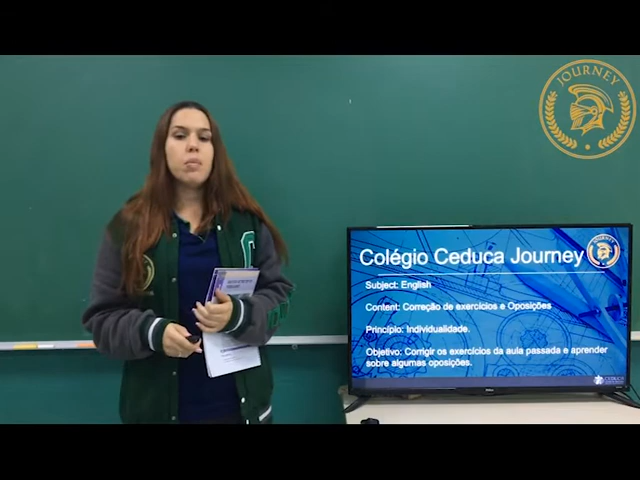 JOURNEY
Colégio Ceduca Journey
Subject: English
Content: Correção de exercícios e Oposições
Princípio: Individualidade.
Objetivo: Corrigir os exercícios da aula passada e aprender
sobre algumas oposições.